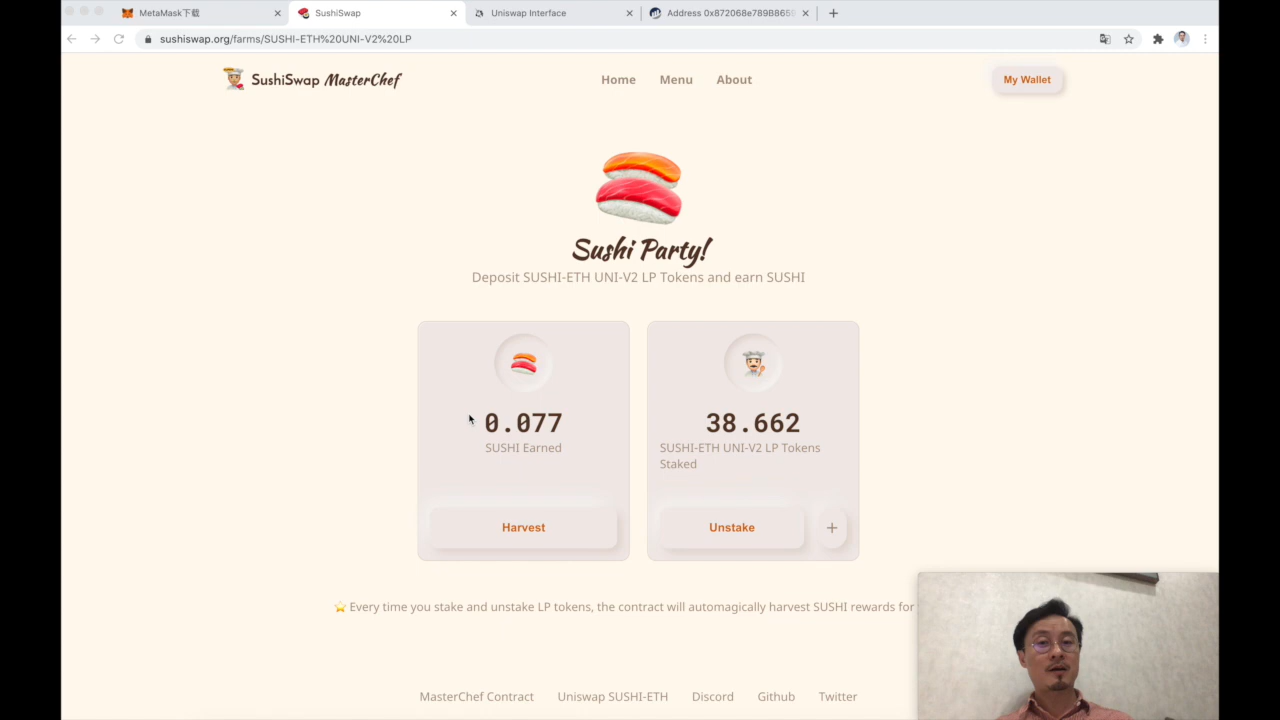 MetaMask下载
SushiSwap
Uniswap Interface
Address 0x872068e789B8659
sushiswap.org/farms/SUSHI-ETH%20UNI-V2%20LP
SushiSwap MasterChef
Home
Menu
About
My Wallet
Sushi Party!
Deposit SUSHI-ETH UNI-V2 LP Tokens and earn SUSHI
0.077
SUSHI Earned
Harvest
38.662
SUSHI-ETH UNI-V2 LP Tokens
Staked
Unstake
+
Every time you stake and unstake LP tokens, the contract will automagically harvest SUSHI rewards for
MasterChef Contract
Uniswap SUSHI-ETH
Discord
Github
Twitter